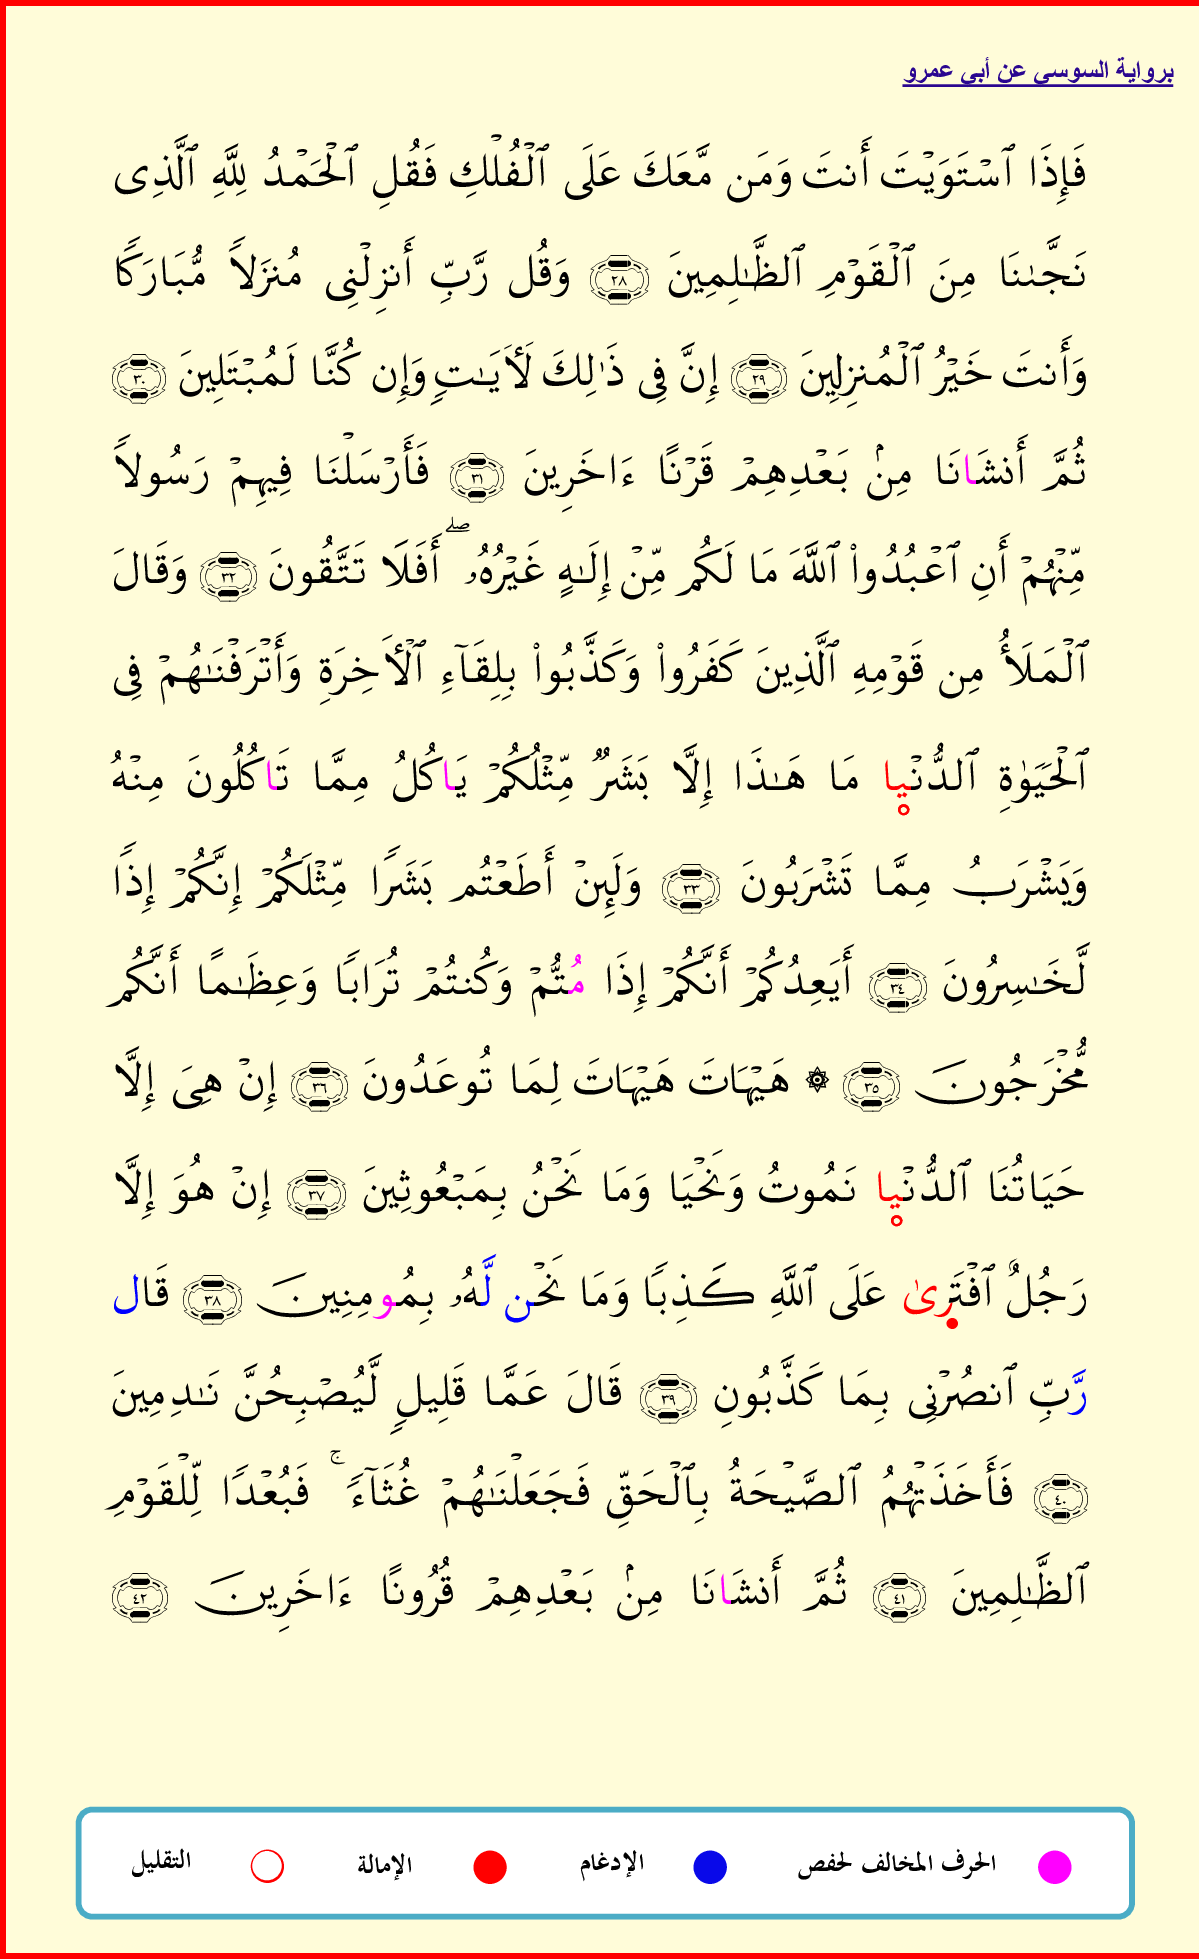 برواية السوسي عن أبي عمرو
فَإِذَا ٱسْتَوَيْتَ أَنتَ وَمَن مَّعَكَ عَلَى ٱلْفُلْكِ فَقُلِ ٱلْحَمْدُ لِلَّهِ ٱلَّذِى
نَجَّىٰنَا مِنَ ٱلْقَوْمِ ٱلظَّـٰلِمِينَ ٢٨ وَقُل رَّبِّ أَنزِلْنِى مُنزَلًا مُّبَارَكًا
وَأَنتَ خَيْرُ ٱلْمُنزِلِينَ ٢٩ إِنَّ فِى ذَٰلِكَ لَأَيَـٰتٍ وَإِن كُنَّا لَمُبْتَلِينَ ٣٠
ثُمَّ أَنشَانَا مِنۢ بَعْدِهِمْ قَرْنًا ءَاخَرِينَ ٣١ فَأَرْسَلْنَا فِيهِمْ رَسُولًا
مِّنْهُمْ أَنِ ٱعْبُدُوا۟ ٱللَّهَ مَا لَكُم مِّنْ إِلَـٰهٍ غَيْرُهُۥ ۖ أَفَلَا تَتَّقُونَ ٣٢ وَقَالَ
ٱلْمَلَأُ مِن قَوْمِهِ ٱلَّذِينَ كَفَرُوا۟ وَكَذَّبُوا۟ بِلِقَآءِ ٱلْأَخِرَةِ وَأَتْرَفْنَـٰهُمْ فِى
ٱلْحَيَوٰةِ ٱلدُّنْيا مَا هَـٰذَا إِلَّا بَشَرٌ مِّثْلُكُمْ يَاكُلُ مِمَّا تَاكُلُونَ مِنْهُ
وَيَشْرَبُ مِمَّا تَشْرَبُونَ ٣٣ وَلَئِنْ أَطَعْتُم بَشَرًا مِّثْلَكُمْ إِنَّكُمْ إِذًا
لَّخَـٰسِرُونَ ٣٤ أَيَعِدُكُمْ أَنَّكُمْ إِذَا مُتُّمْ وَكُنتُمْ تُرَابًا وَعِظَـٰمًا أَنَّكُم
مُّخْرَجُونَ ٣٥ ۞ هَيْهَاتَ هَيْهَاتَ لِمَا تُوعَدُونَ ٣٦ إِنْ هِىَ إِلَّا
حَيَاتُنَا ٱلدُّنْيا نَمُوتُ وَنَحْيَا وَمَا نَحْنُ بِمَبْعُوثِينَ ٣٧ إِنْ هُوَ إِلَّا
رَجُلٌ ٱفْتَرِىٰ عَلَى ٱللَّهِ كَذِبًا وَمَا نَحْن لَّهُۥ بِمُومِنِينَ ٣٨ قَال
رَّبِّ ٱنصُرْنِى بِمَا كَذَّبُونِ ٣٩ قَالَ عَمَّا قَلِيلٍ لَّيُصْبِحُنَّ نَـٰدِمِينَ
٤٠ فَأَخَذَتْهُمُ ٱلصَّيْحَةُ بِٱلْحَقِّ فَجَعَلْنَـٰهُمْ غُثَآءً ۚ فَبُعْدًا لِّلْقَوْمِ
ٱلظَّـٰلِمِينَ ٤١ ثُمَّ أَنشَانَا مِنۢ بَعْدِهِمْ قُرُونًا ءَاخَرِينَ ٤٢
الحرف المخالف لحفص الإدغام الإمالة التقليل